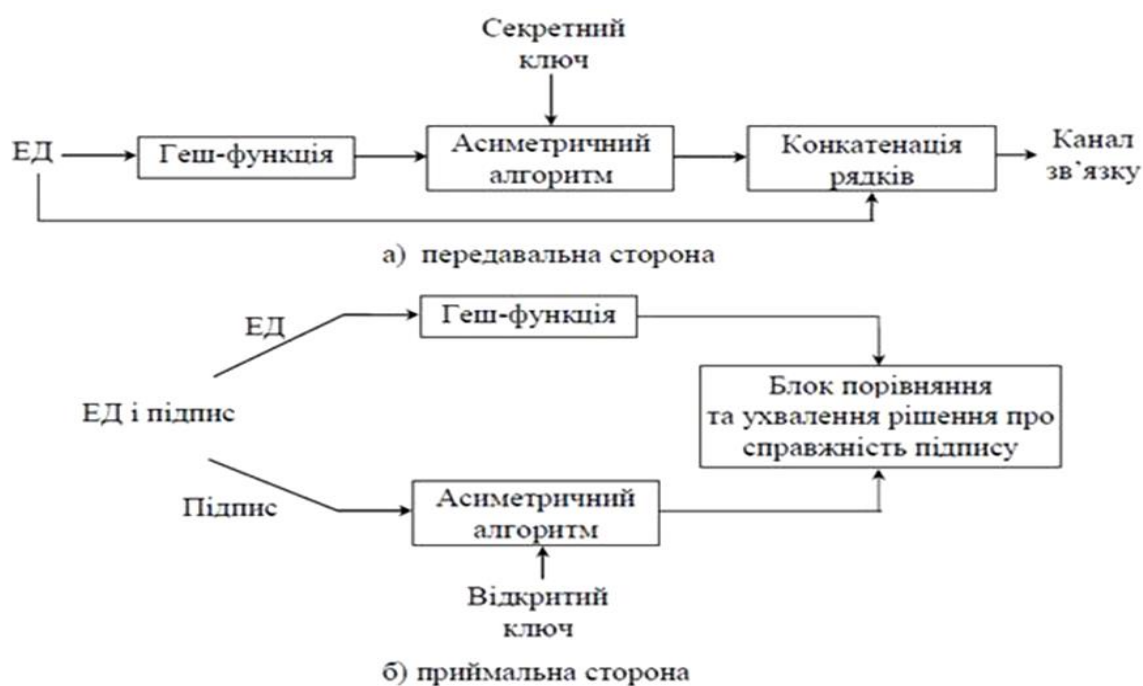 Секретний
ключ
ЕД
Геш-функція
Асиметричний
алгоритм
Конкатенація
рядків
Канал
зв’язку
а) передавальна сторона
ЕД
Геш-функція
ЕД і підпис
Блок порівняння
та ухвалення рішення про
справжність підпису
Підпис
Асиметричний
алгоритм
Відкритий
ключ
б) приймальна сторона